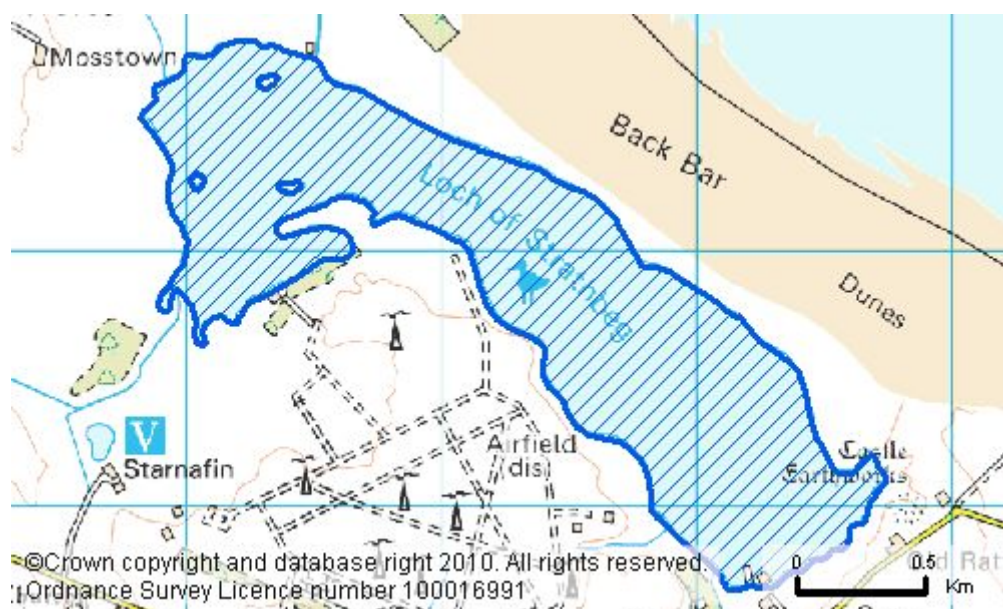 Mosstown
Back Bar
Loch of Strathbeg
Dunes
V
Starnafin
Airfield
(dis)
Castle
Earthworks
©Crown copyright and database right 2010. All rights reserved.
Ordnance Survey Licence number 100016991
0 0.5
Km